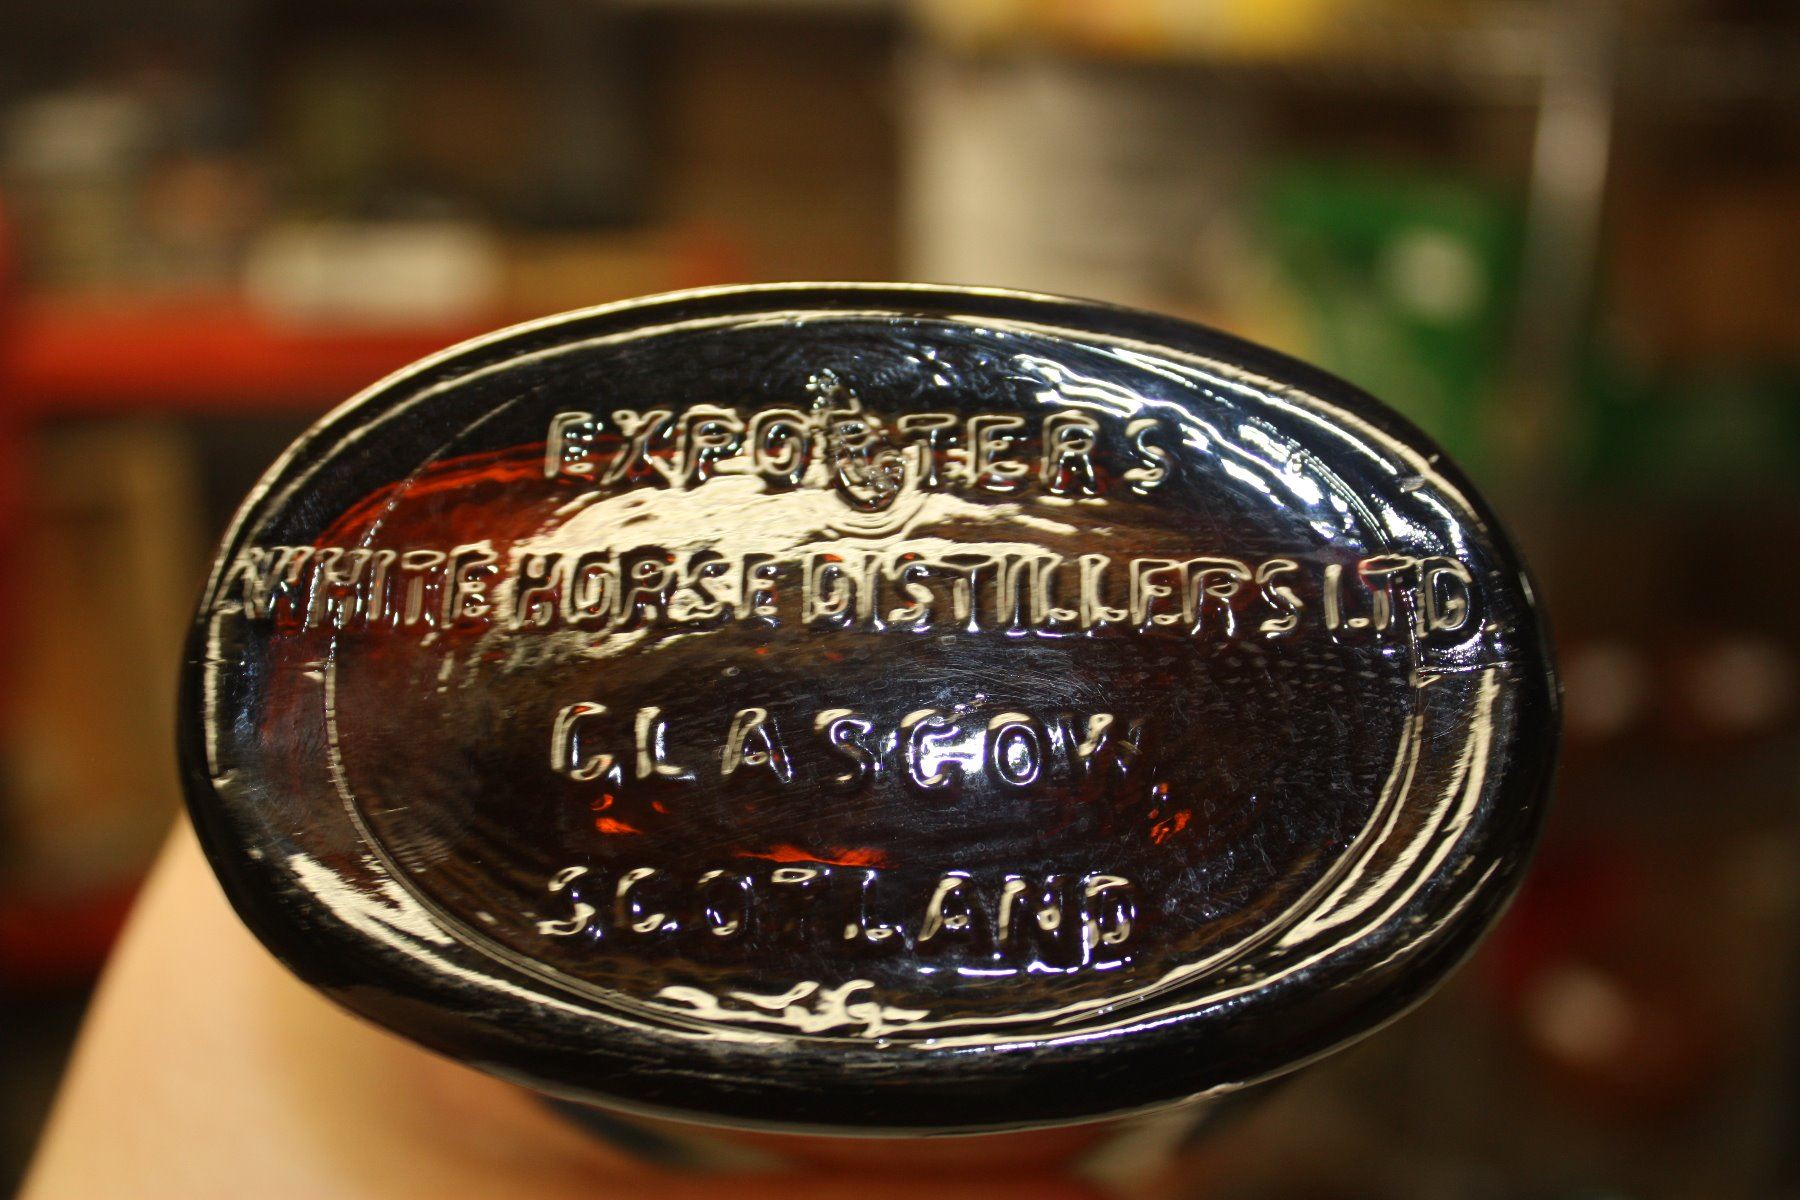 EXPORTERS
WHITE HORSE DISTILLERS LTD.
GLASGOW
SCOTLAND